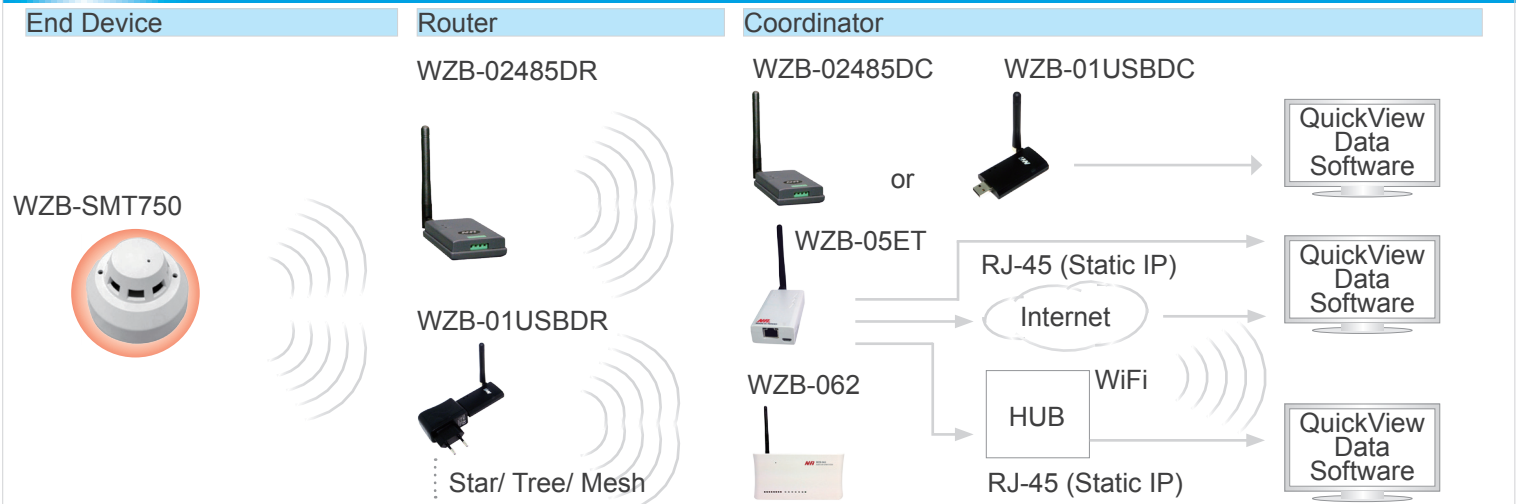 End Device
Router
Coordinator
WZB-02485DR
WZB-02485DC
WZB-01USBDC
QuickView
Data
Software
or
WZB-SMT750
WZB-05ET
RJ-45 (Static IP)
QuickView
Data
Software
Internet
WZB-01USBDR
WZB-062
WiFi
HUB
QuickView
Data
Software
Star/ Tree/ Mesh
RJ-45 (Static IP)